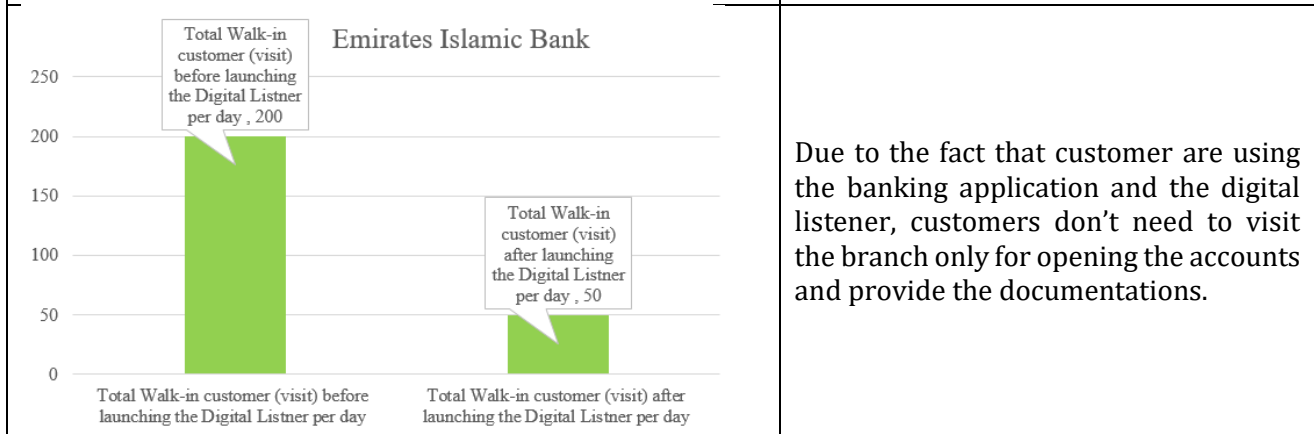 Emirates Islamic Bank
Total Walk-in
customer (visit)
before launching
the Digital Listner
per day , 200
250
200
150
100
50
0
Total Walk-in
customer (visit)
after launching
the Digital Listner
per day , 50
Total Walk-in customer (visit) before
launching the Digital Listner per day
Total Walk-in customer (visit) after
launching the Digital Listner per day
Due to the fact that customer are using
the banking application and the digital
listener, customers don’t need to visit
the branch only for opening the accounts
and provide the documentations.